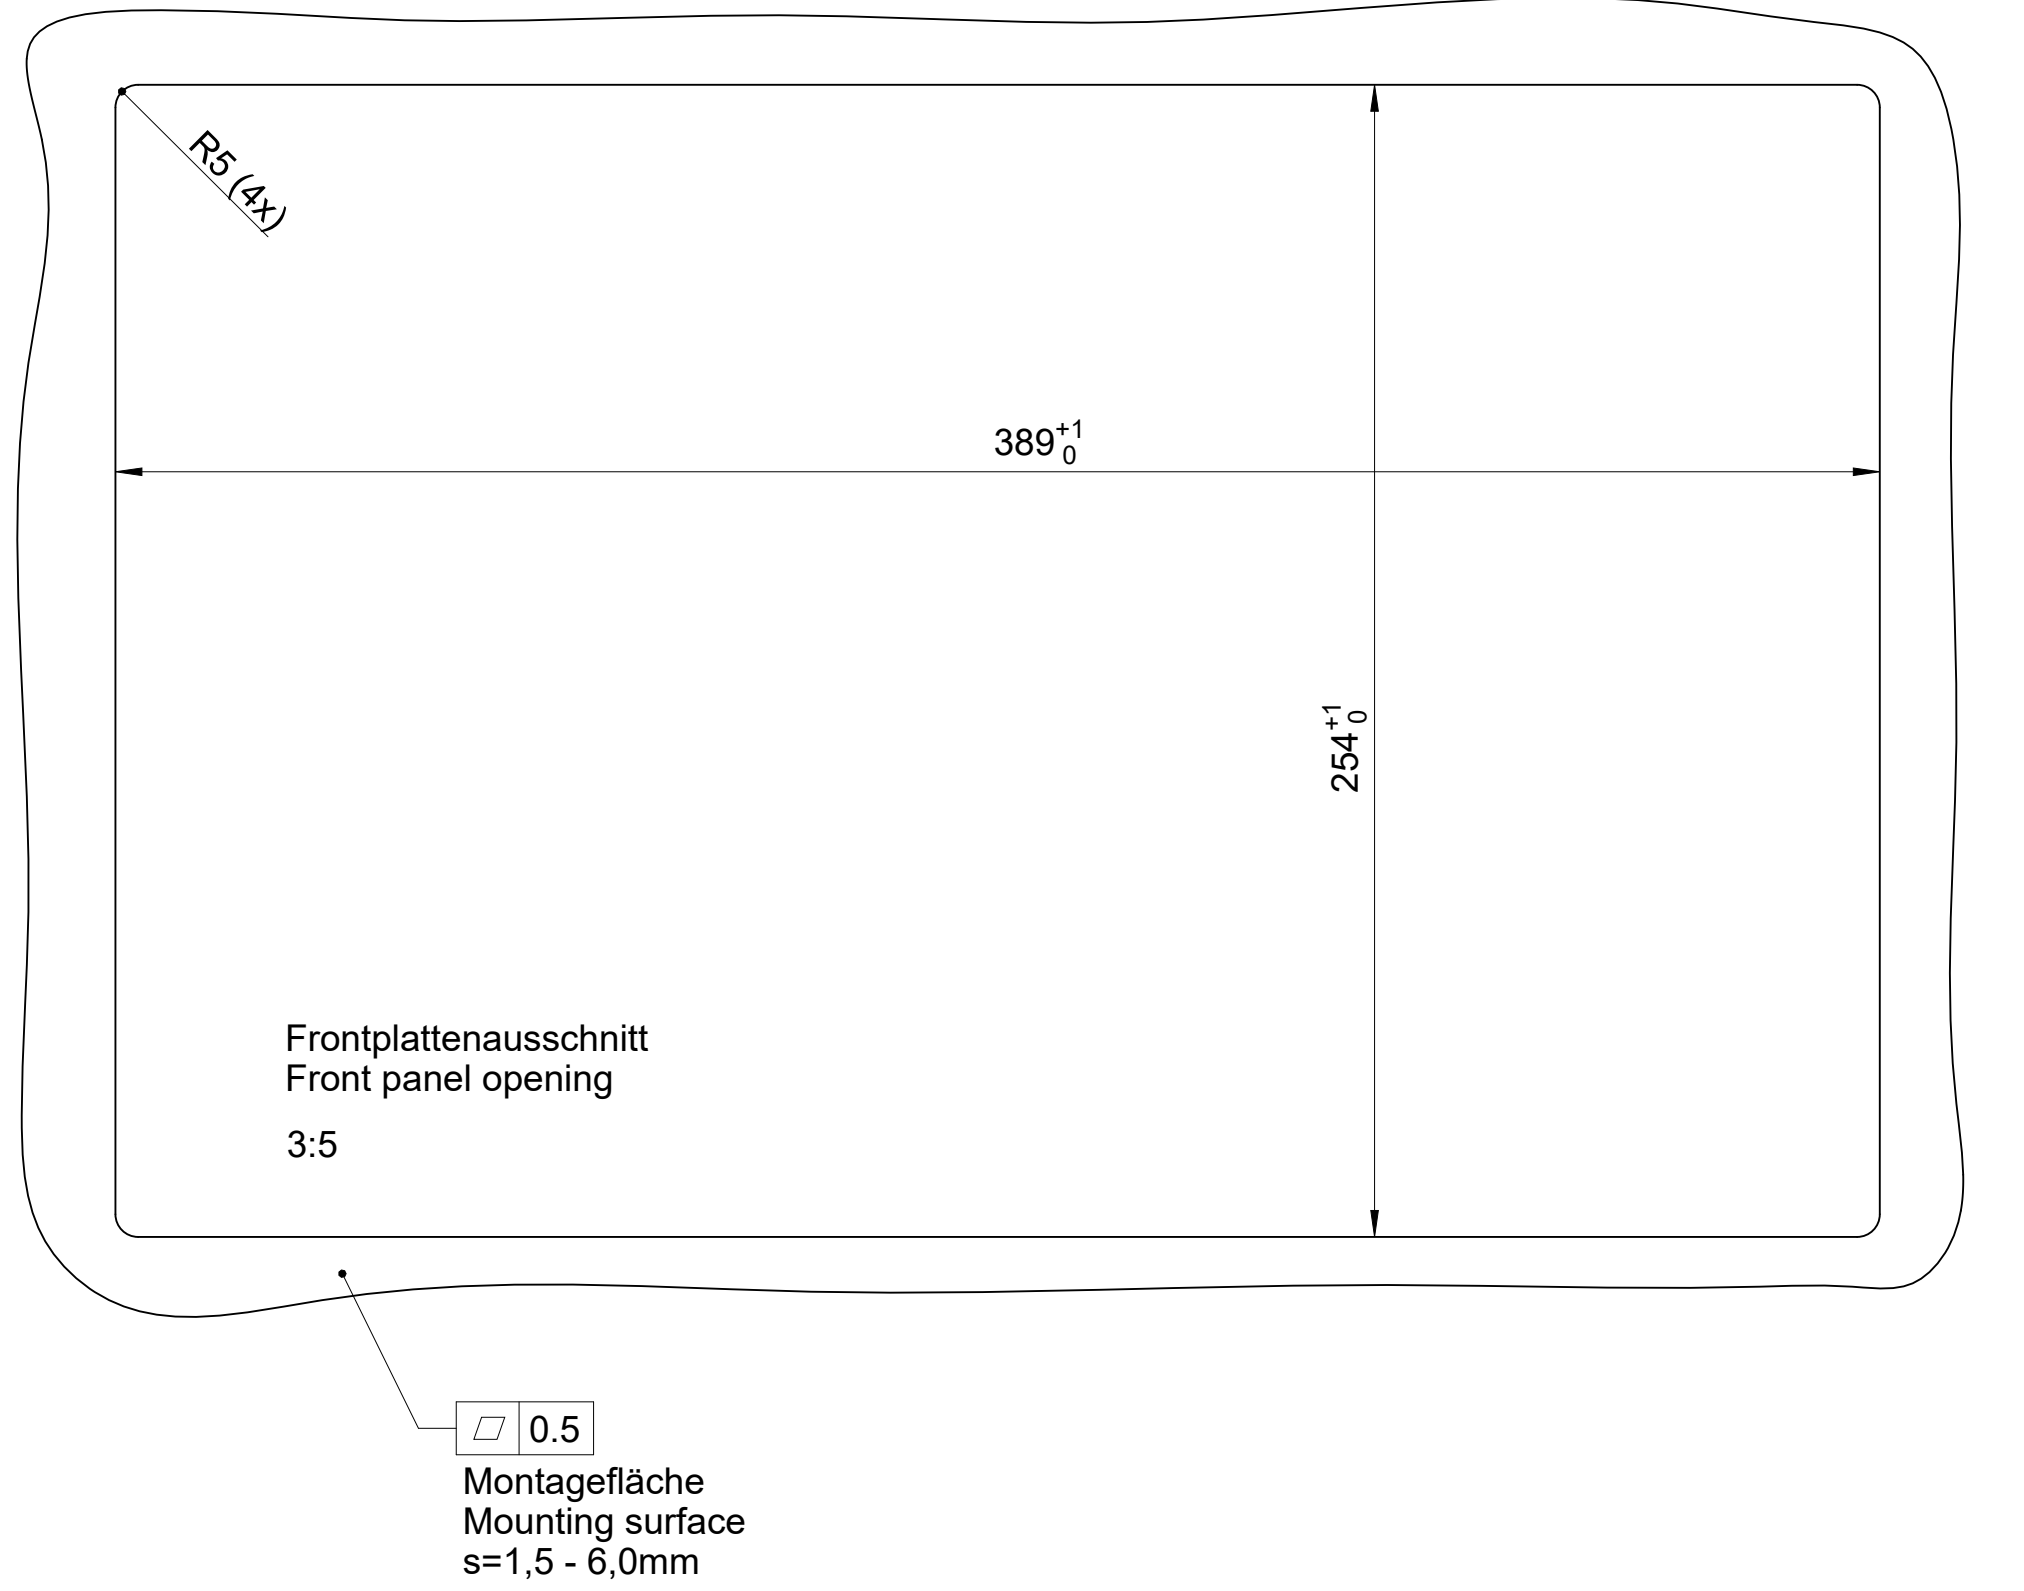 R5 (4x)
389 +1 0
254 +1 0
Frontplattenausschnitt
Front panel opening
3:5
0.5
Montagefläche
Mounting surface
s=1,5 - 6,0mm